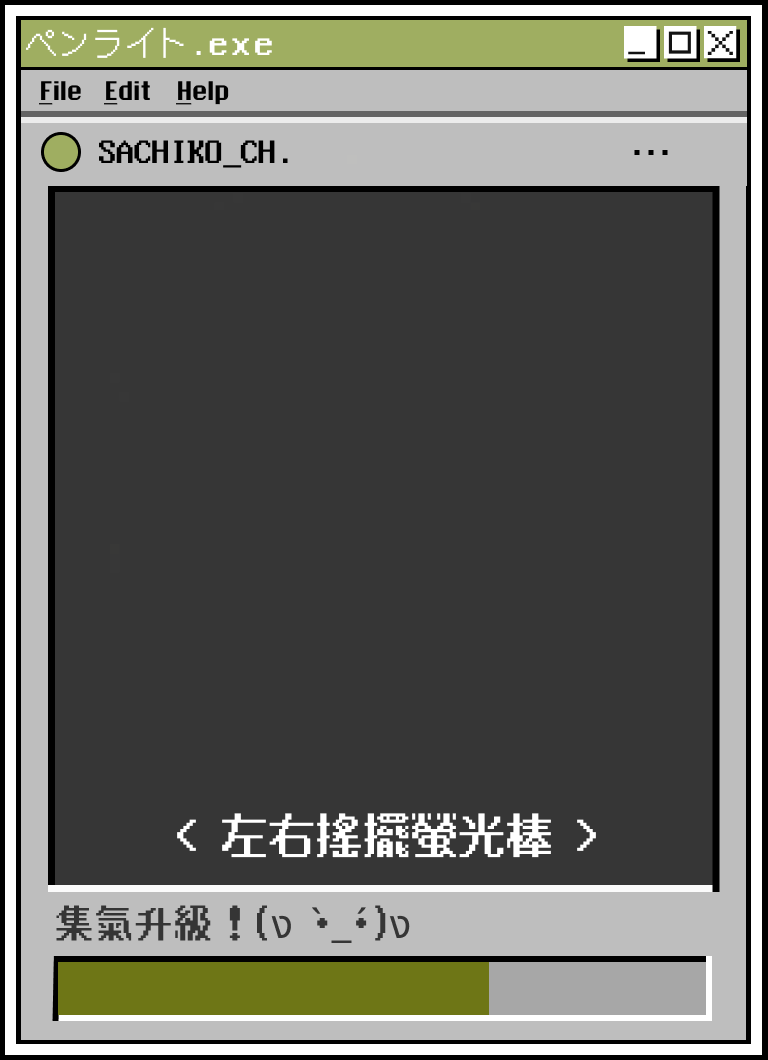 ペンライト.exe
File Edit Help
SACHIKO_CH. ...
< 左右搖擺螢光棒 >
集氣升級！(ง •̀_•́)ง